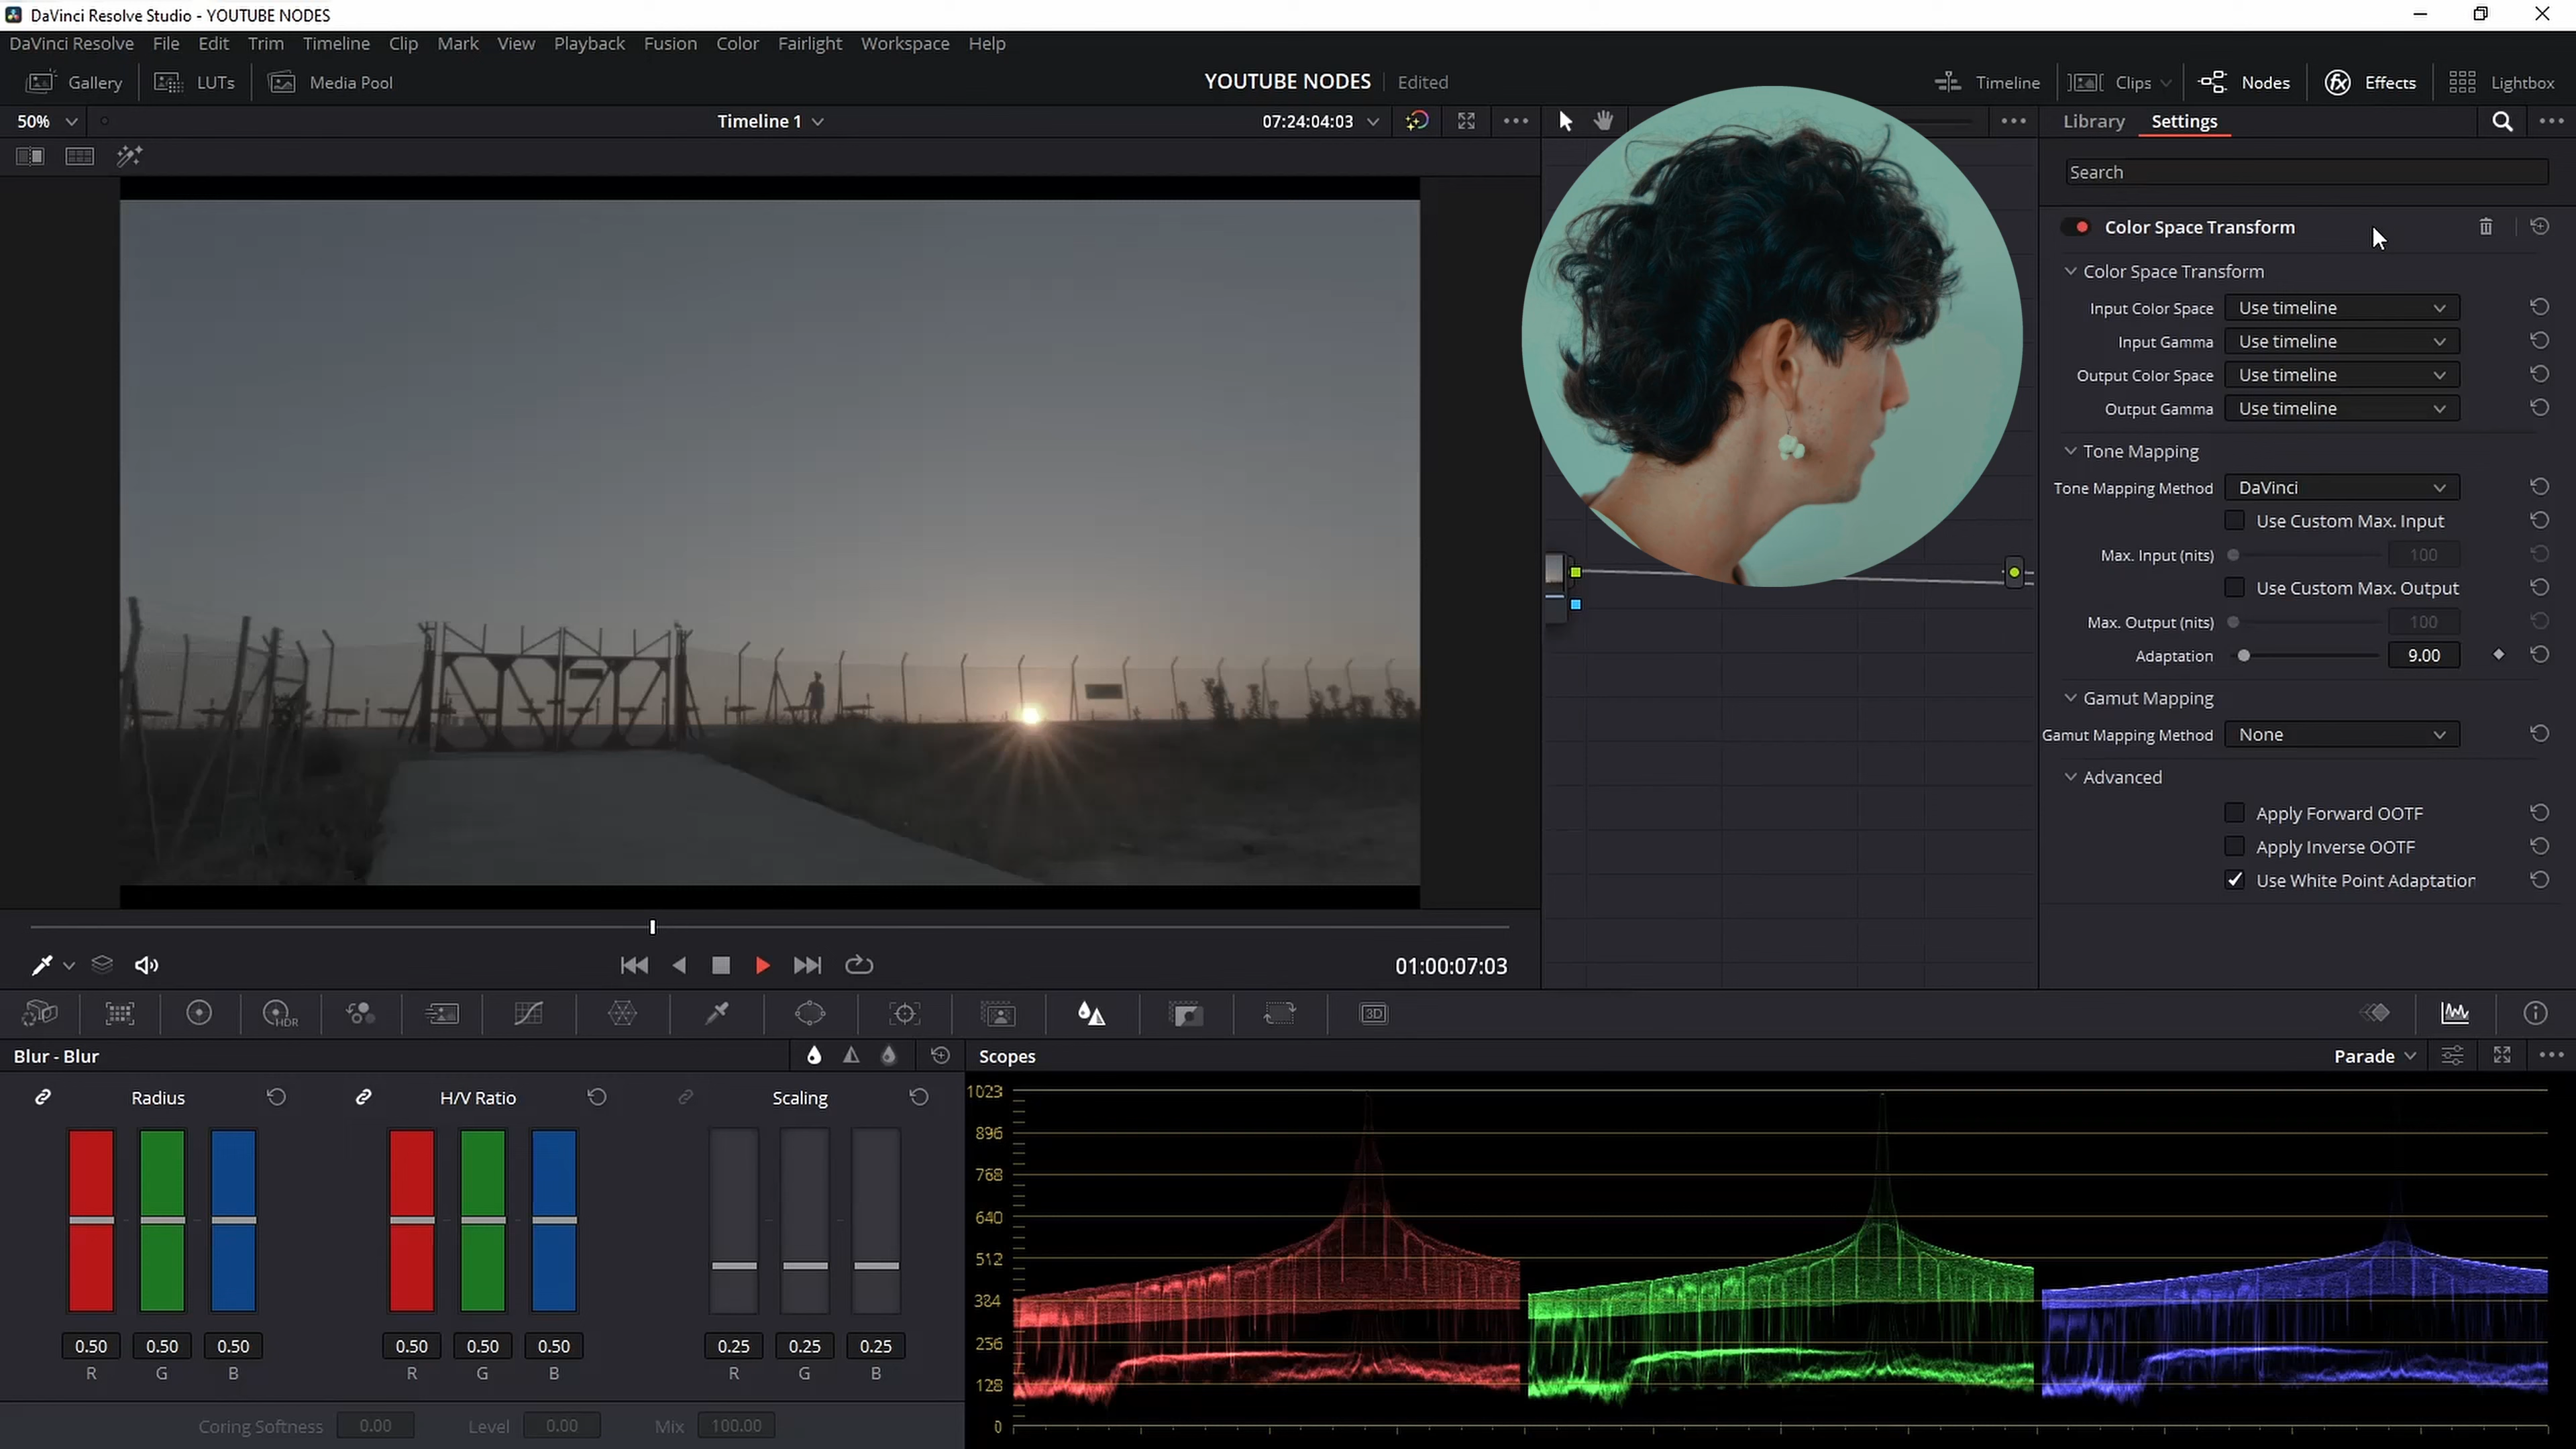 DaVinci Resolve Studio - YOUTUBE NODES
DaVinci Resolve File Edit Trim Timeline Clip Mark View Playback Fusion Color Fairlight Workspace Help
Gallery LUTs Media Pool YOUTUBE NODES Edited Timeline Clips Nodes Effects Lightbox
50% Timeline 1 07:24:04:03 Library Settings
Search
Color Space Transform
Color Space Transform
Input Color Space Use timeline
Input Gamma Use timeline
Output Color Space Use timeline
Output Gamma Use timeline
Tone Mapping
Tone Mapping Method DaVinci
Use Custom Max. Input
Max. Input (nits) 100
Use Custom Max. Output
Max. Output (nits) 100
Adaptation 9.00
Gamut Mapping
Gamut Mapping Method None
Advanced
Apply Forward OOTF
Apply Inverse OOTF
Use White Point Adaptation
01:00:07:03
HDR 3D
Blur - Blur
Radius H/V Ratio Scaling
0.50 0.50 0.50 0.50 0.50 0.50 0.25 0.25 0.25
R G B R G B R G B
Coring Softness 0.00 Level 0.00 Mix 100.00
Scopes Parade
1023
896
768
640
512
384
256
128
0